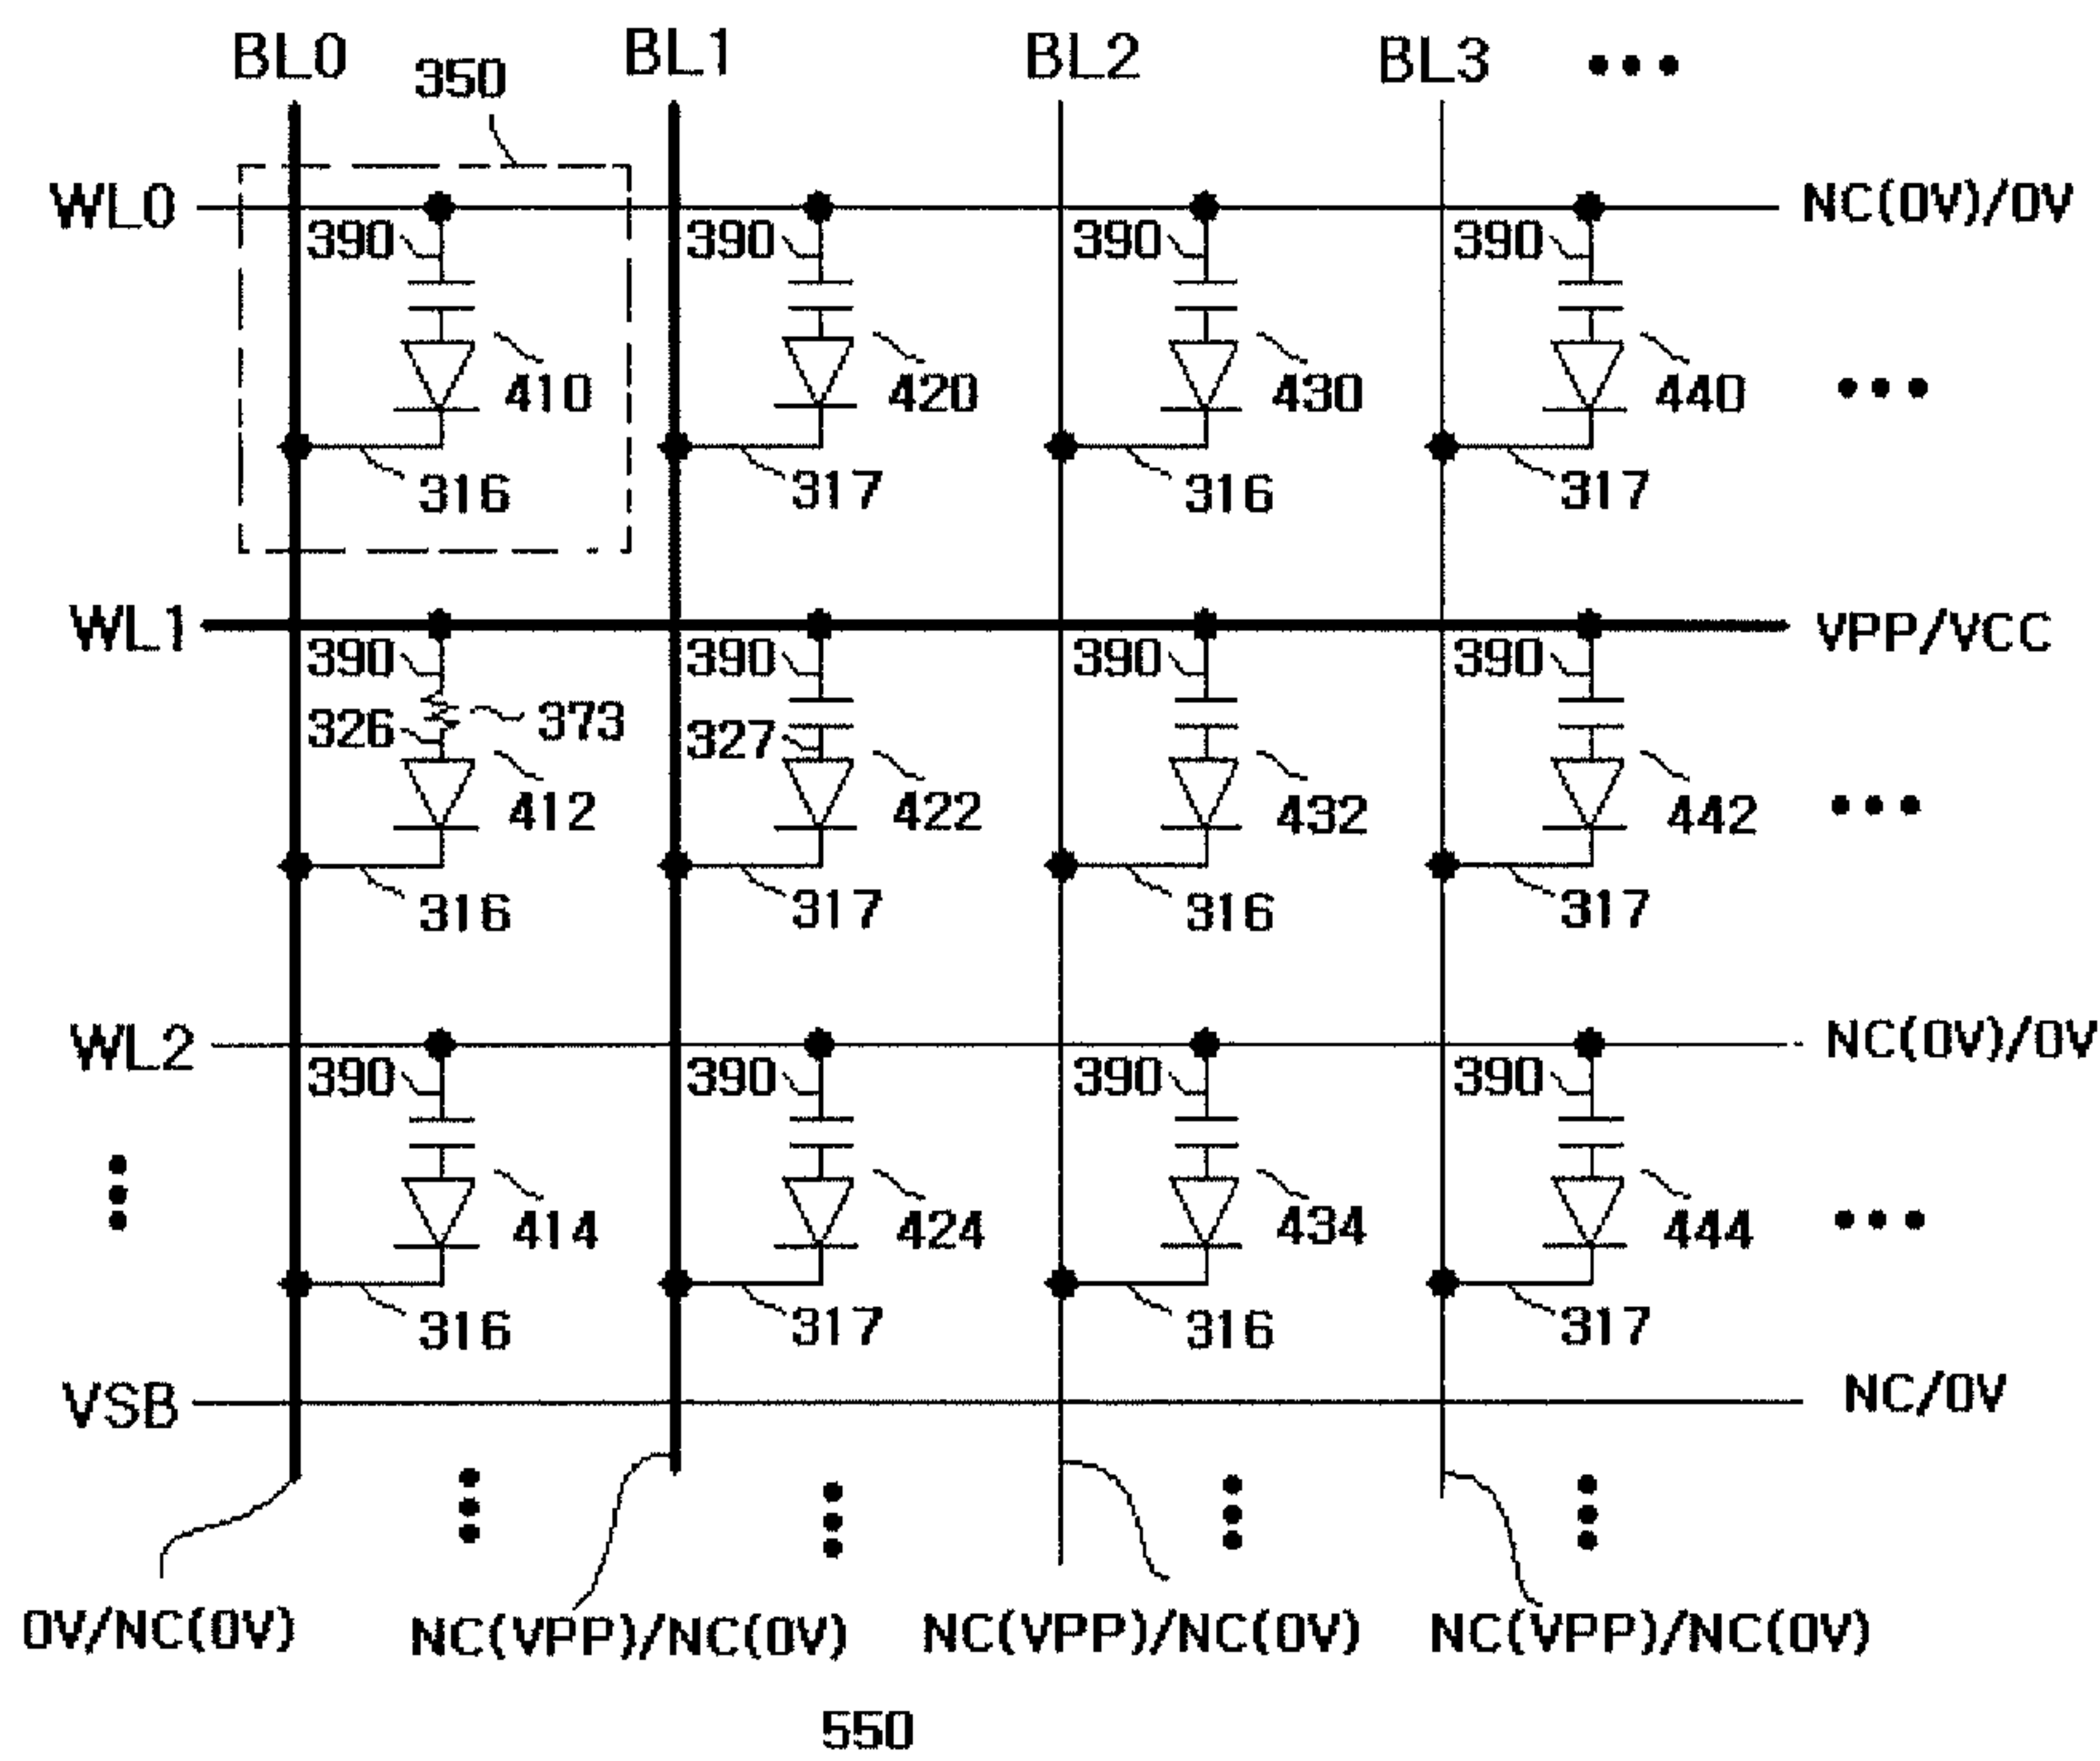 BL0 350 BL1 BL2 BL3
WL0 NC(0V)/0V
390 390 390 390
410 420 430 440
316 317 316 317
WL1 VPP/VCC
390 390 390 390
326 373 327
412 422 432 442
316 317 316 317
WL2 NC(0V)/0V
390 390 390 390
414 424 434 444
316 317 316 317
VSB NC/0V
0V/NC(0V) NC(VPP)/NC(0V) NC(VPP)/NC(0V) NC(VPP)/NC(0V)
550